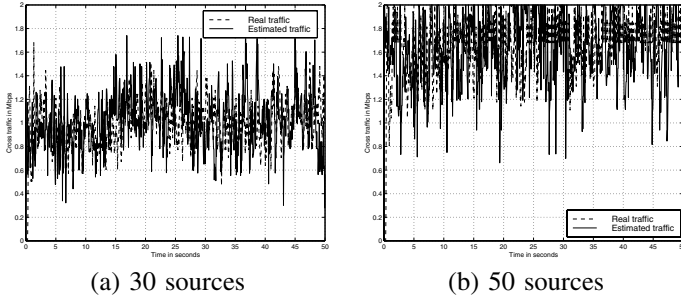 2
1.8
1.6
1.4
1.2
1
0.8
0.6
0.4
0.2
0
Cross traffic in Mbps
Real traffic
Estimated traffic
0 5 10 15 20 25 30 35 40 45 50
Time in seconds
(a) 30 sources
2
1.8
1.6
1.4
1.2
1
0.8
0.6
0.4
0.2
0
Cross traffic in Mbps
Real traffic
Estimated traffic
0 5 10 15 20 25 30 35 40 45 50
Time in seconds
(b) 50 sources